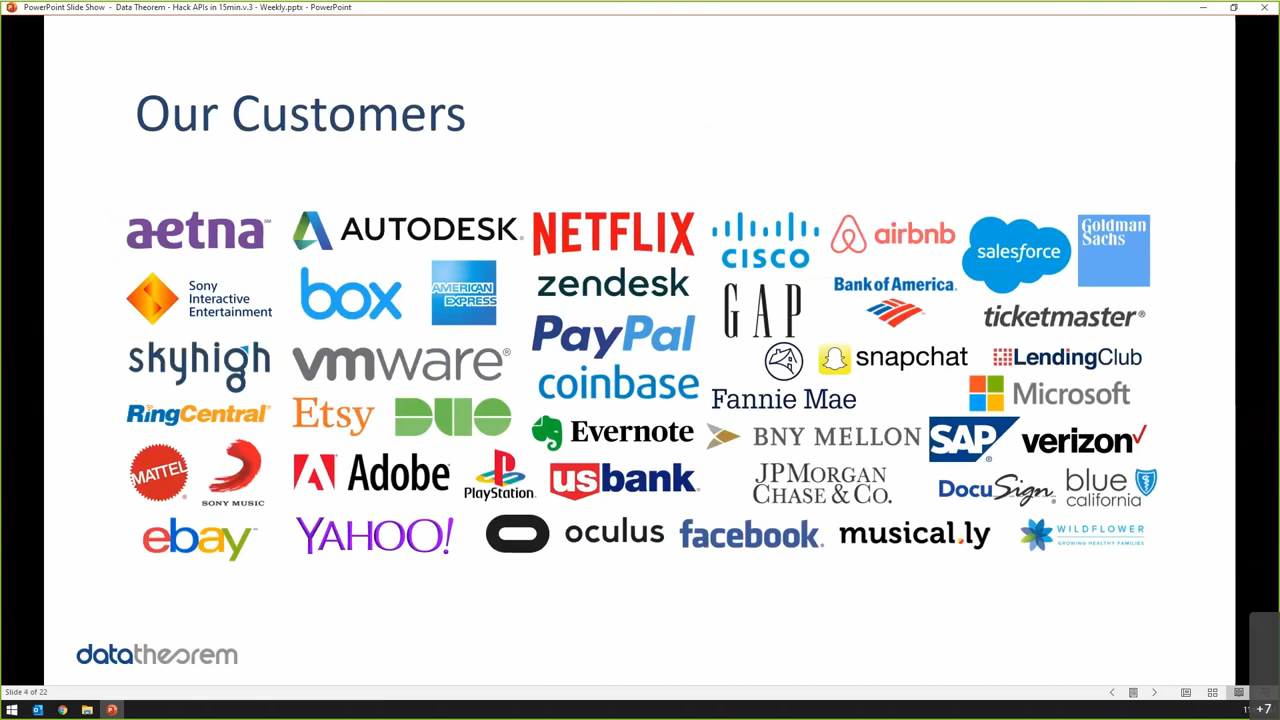 PowerPoint Slide Show - Data Theorem - Hack APIs in 15min.v.3 - Weekly.pptx - PowerPoint
Our Customers
aetna
AUTODESK
NETFLIX
CISCO
airbnb
salesforce
Goldman
Sachs
Sony
Interactive
Entertainment
box
AMERICAN
EXPRESS
zendesk
GAP
Bank of America
ticketmaster®
skyhigh
vmware®
PayPal
snapchat
LendingClub
coinbase
Fannie Mae
Microsoft
RingCentral®
Etsy
DUO
Evernote
BNY MELLON
SAP
verizon
MATTEL
SONY MUSIC
Adobe
PlayStation
usbank
JPMORGAN
CHASE & CO.
DocuSign
blue
california
ebay
YAHOO!
oculus
facebook
musical.ly
WILDFLOWER
GROWING HEALTHY FAMILIES
datatheorem
Slide 4 of 22
+7